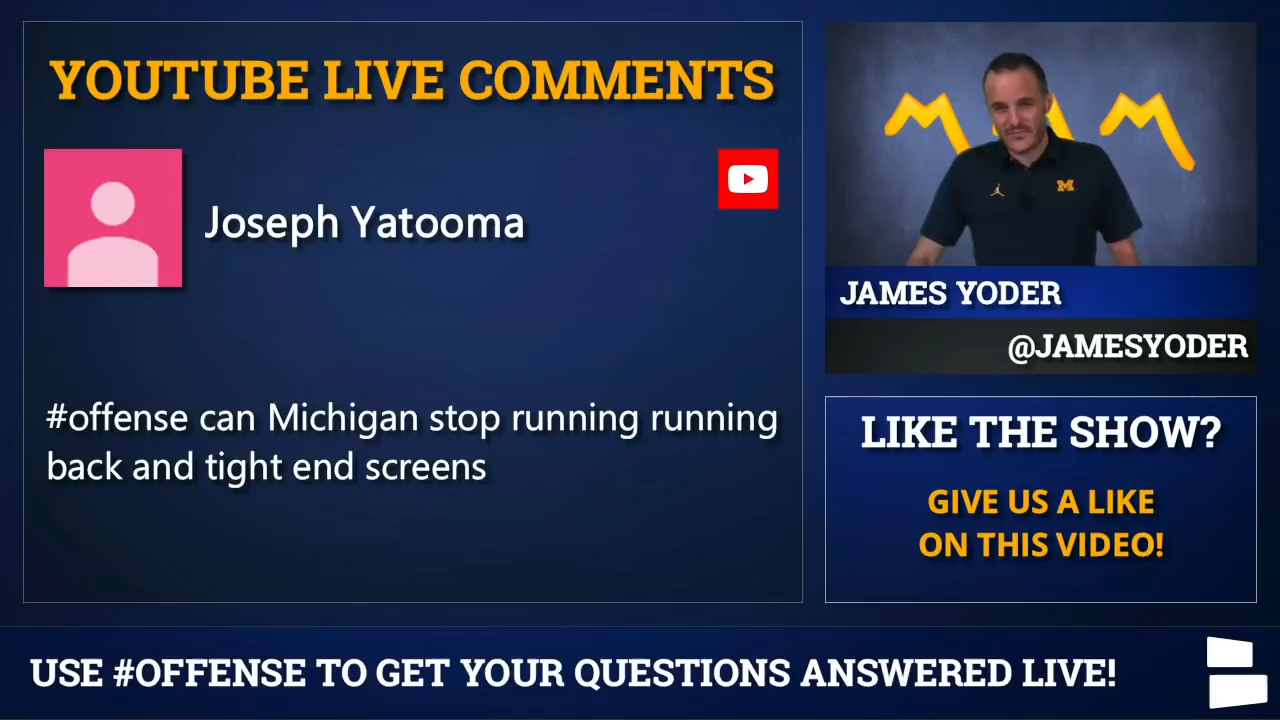 YOUTUBE LIVE COMMENTS
Joseph Yatooma
#offense can Michigan stop running running
back and tight end screens
M
JAMES YODER
@JAMESYODER
LIKE THE SHOW?
GIVE US A LIKE
ON THIS VIDEO!
USE #OFFENSE TO GET YOUR QUESTIONS ANSWERED LIVE!